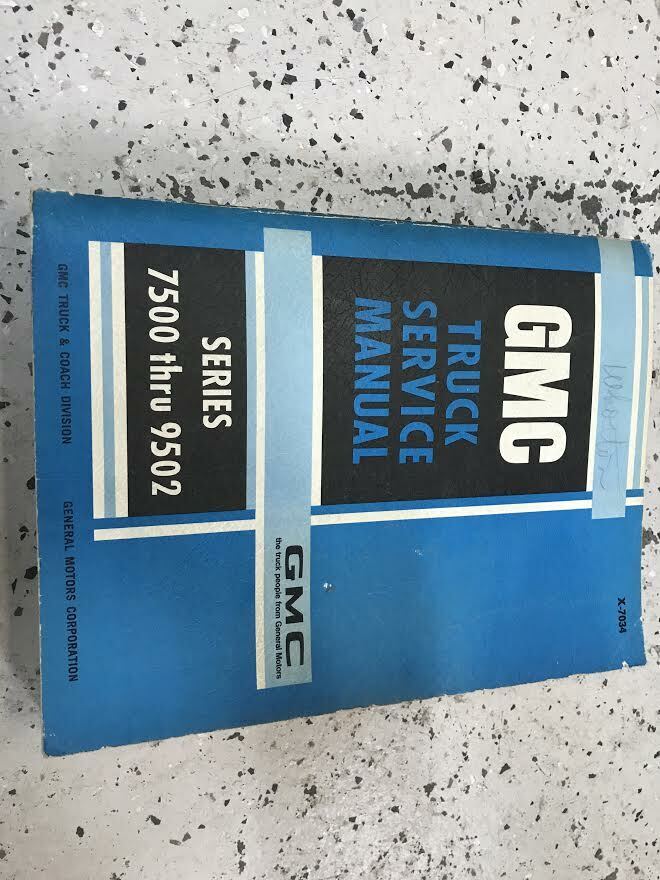 X-7034
GMC
TRUCK
SERVICE
MANUAL
GMC
the truck people from General Motors
SERIES
7500 thru 9502
GMC TRUCK & COACH DIVISION
GENERAL MOTORS CORPORATION